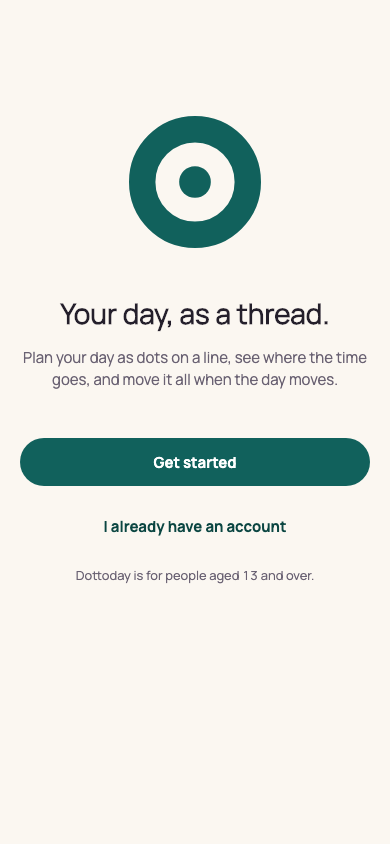 Your day, as a thread.
Plan your day as dots on a line, see where the time
goes, and move it all when the day moves.
Get started
I already have an account
Dottoday is for people aged 13 and over.